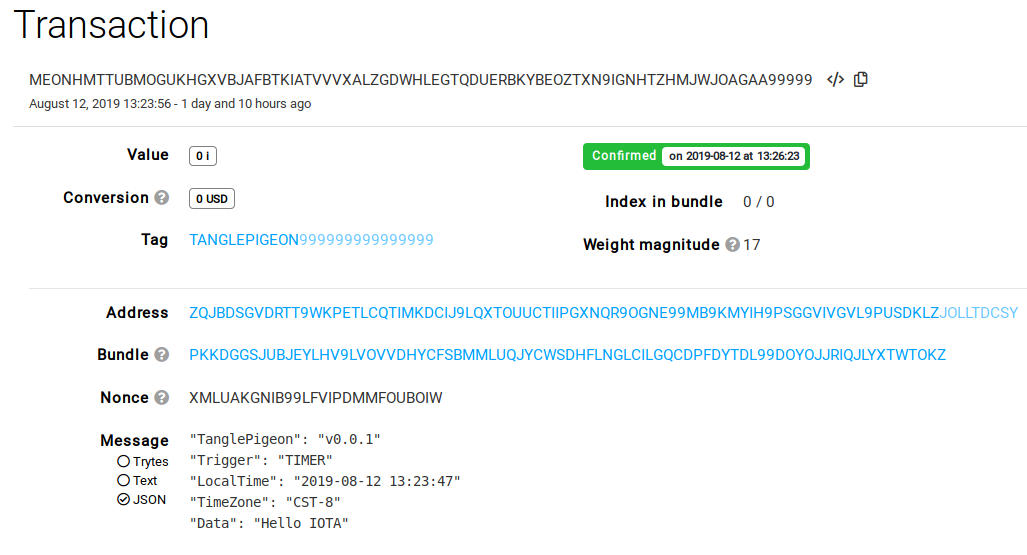 Transaction
MEONHMTTUBMOGUKHGXVBJAFBTKIATVVVXALZGDWHLEGTQDUERBKYBEOZTXN9IGNHTZHMJWJOAGAA99999 </>
August 12, 2019 13:23:56 - 1 day and 10 hours ago
Value 0 i Confirmed on 2019-08-12 at 13:26:23
Conversion ? 0 USD Index in bundle 0 / 0
Tag TANGLEPIGEON999999999999999 Weight magnitude ? 17
Address ZQJBDSGVDRTT9WKPETLCQTIMKDCIJ9LQXTOUUCTIIPGXNQR9OGNE99MB9KMYIH9PSGGVIVGVL9PUSDKLZJOLLTDCSY
Bundle ? PKKDGGSJUBJEYLHV9LVOVVDHYCFSBMMLUQJYCWSDHFLNGLCILGQCDPFDYTDL99DOYOJJRIQJLYXTWTOKZ
Nonce ? XMLUAKGNIB99LFVIPDMMFOUBOIW
Message "TanglePigeon": "v0.0.1"
Trytes "Trigger": "TIMER"
Text "LocalTime": "2019-08-12 13:23:47"
JSON "TimeZone": "CST-8"
"Data": "Hello IOTA"